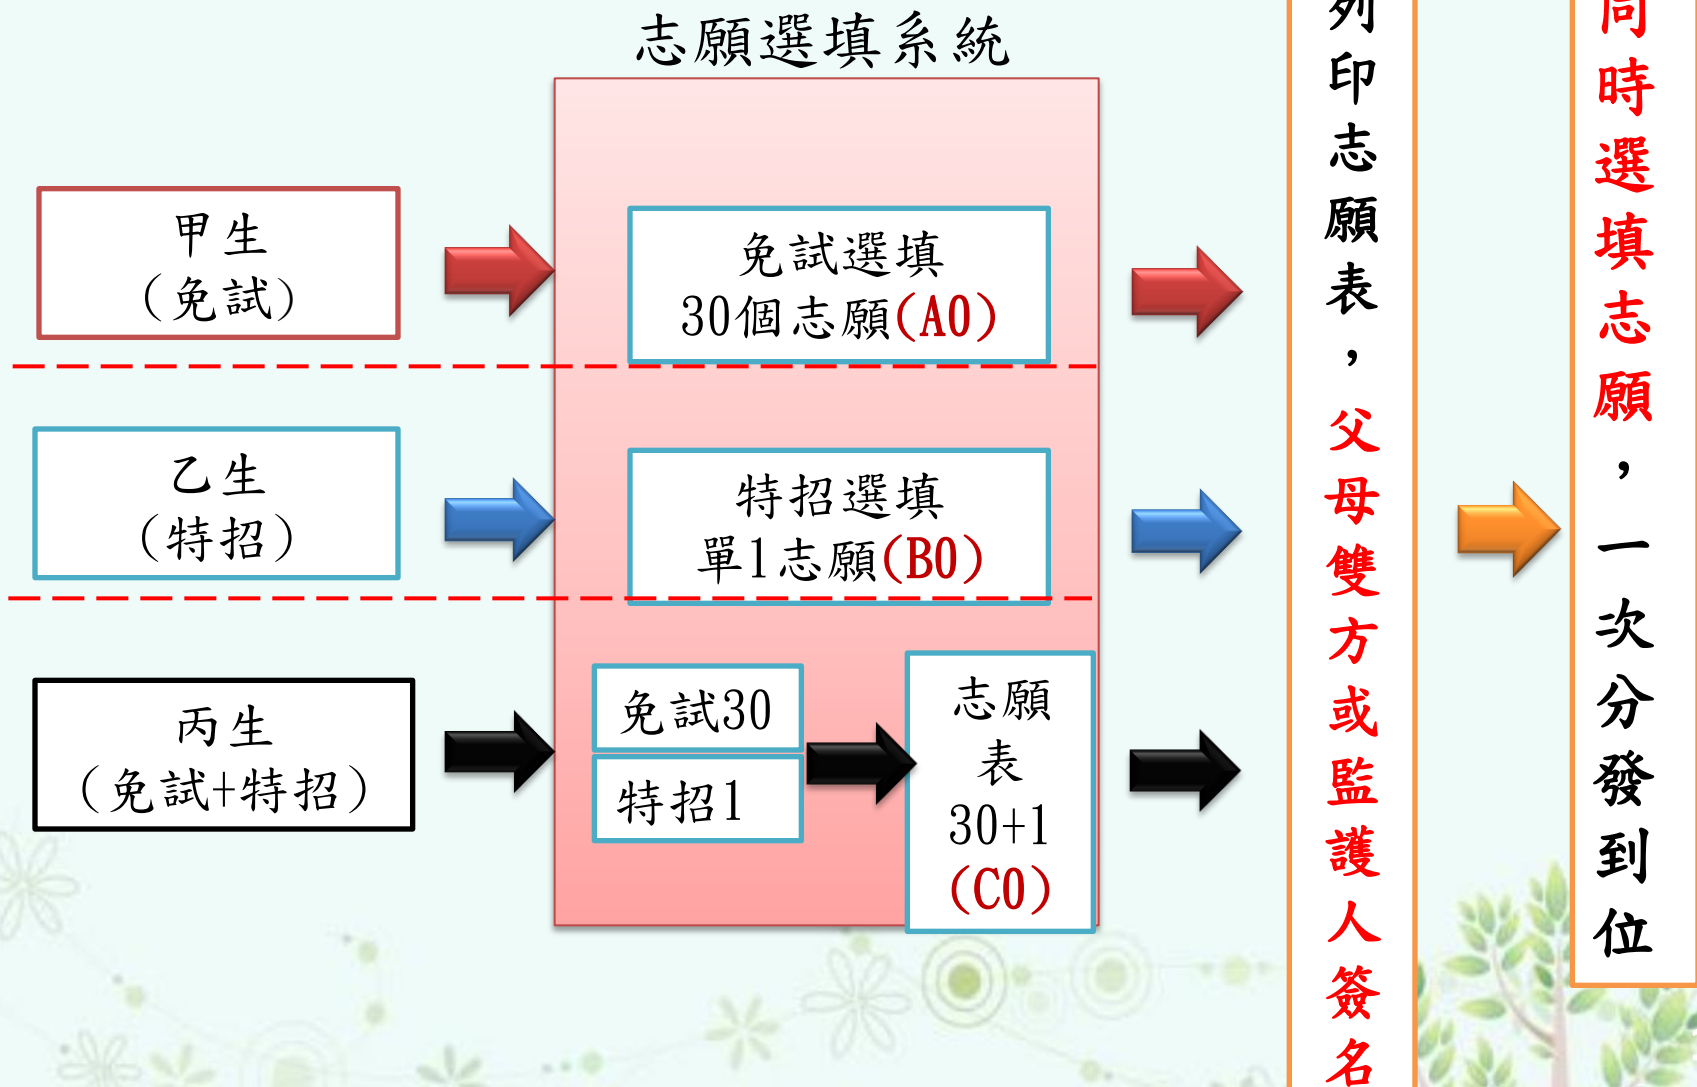 志願選填系統
甲生
(免試)
免試選填
30個志願(A0)
乙生
(特招)
特招選填
單1志願(B0)
丙生
(免試+特招)
免試30
特招1
志願
表
30+1
(C0)
列印志願表，父母雙方或監護人簽名
同時選填志願，一次分發到位